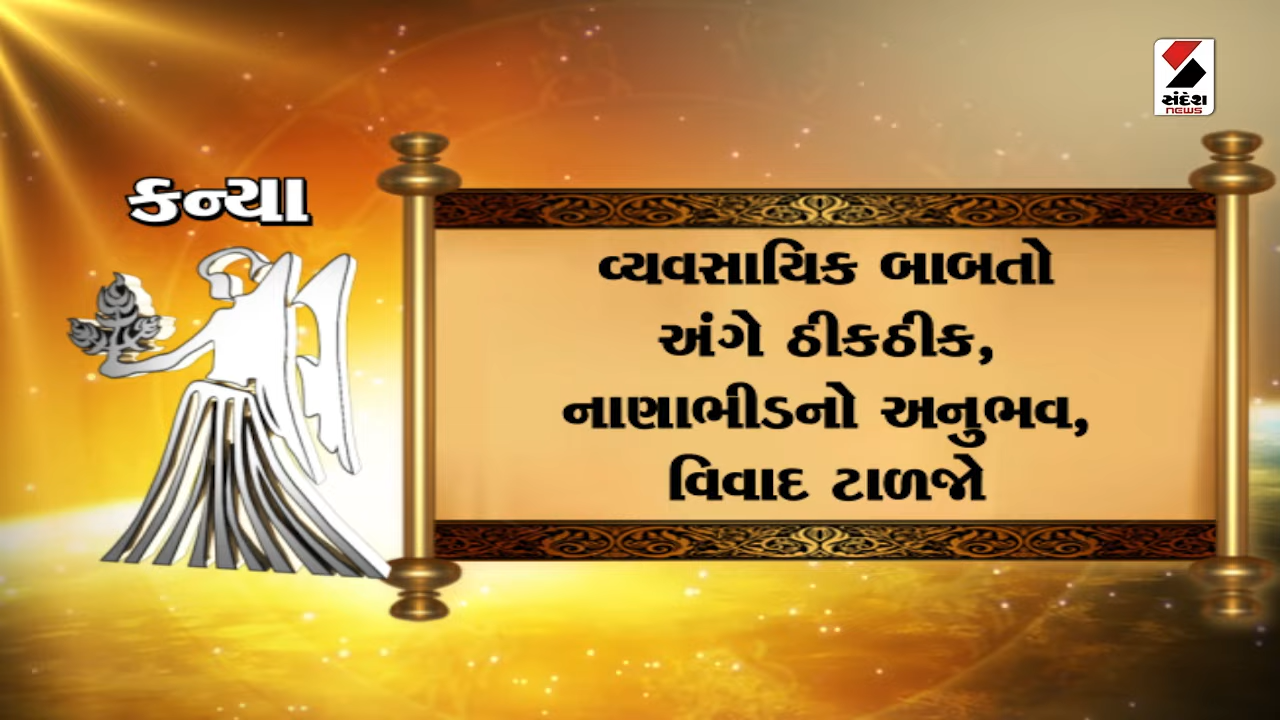 સંદેશ
NEWS
કન્યા
વ્યવસાયિક બાબતો
અંગે ઠીકઠીક,
નાણાભીડનો અનુભવ,
વિવાદ ટાળજો